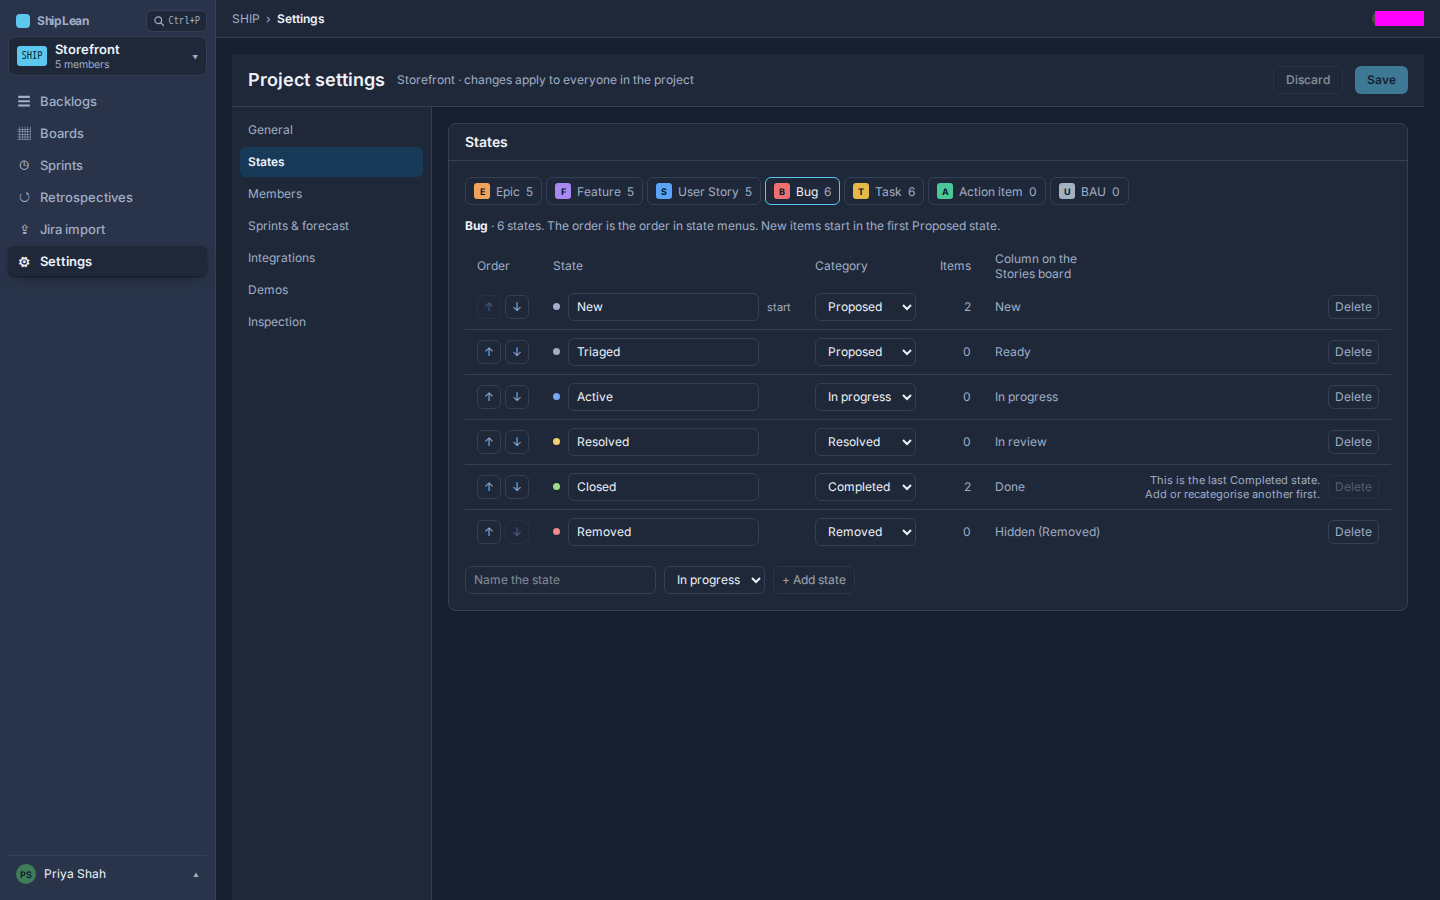 ShipLean
Ctrl+P
SHIP
Storefront
5 members
Backlogs
Boards
Sprints
Retrospectives
Jira import
Settings
PS
Priya Shah
SHIP › Settings
Project settings
Storefront · changes apply to everyone in the project
Discard
Save
General
States
Members
Sprints & forecast
Integrations
Demos
Inspection
States
E Epic 5
F Feature 5
S User Story 5
B Bug 6
T Task 6
A Action item 0
U BAU 0
Bug · 6 states. The order is the order in state menus. New items start in the first Proposed state.
Order
State
Category
Items
Column on the
Stories board
↑ ↓ New start Proposed 2 New Delete
↑ ↓ Triaged Proposed 0 Ready Delete
↑ ↓ Active In progress 0 In progress Delete
↑ ↓ Resolved Resolved 0 In review Delete
↑ ↓ Closed Completed 2 Done
This is the last Completed state.
Add or recategorise another first.
Delete
↑ ↓ Removed Removed 0 Hidden (Removed) Delete
Name the state
In progress
+ Add state